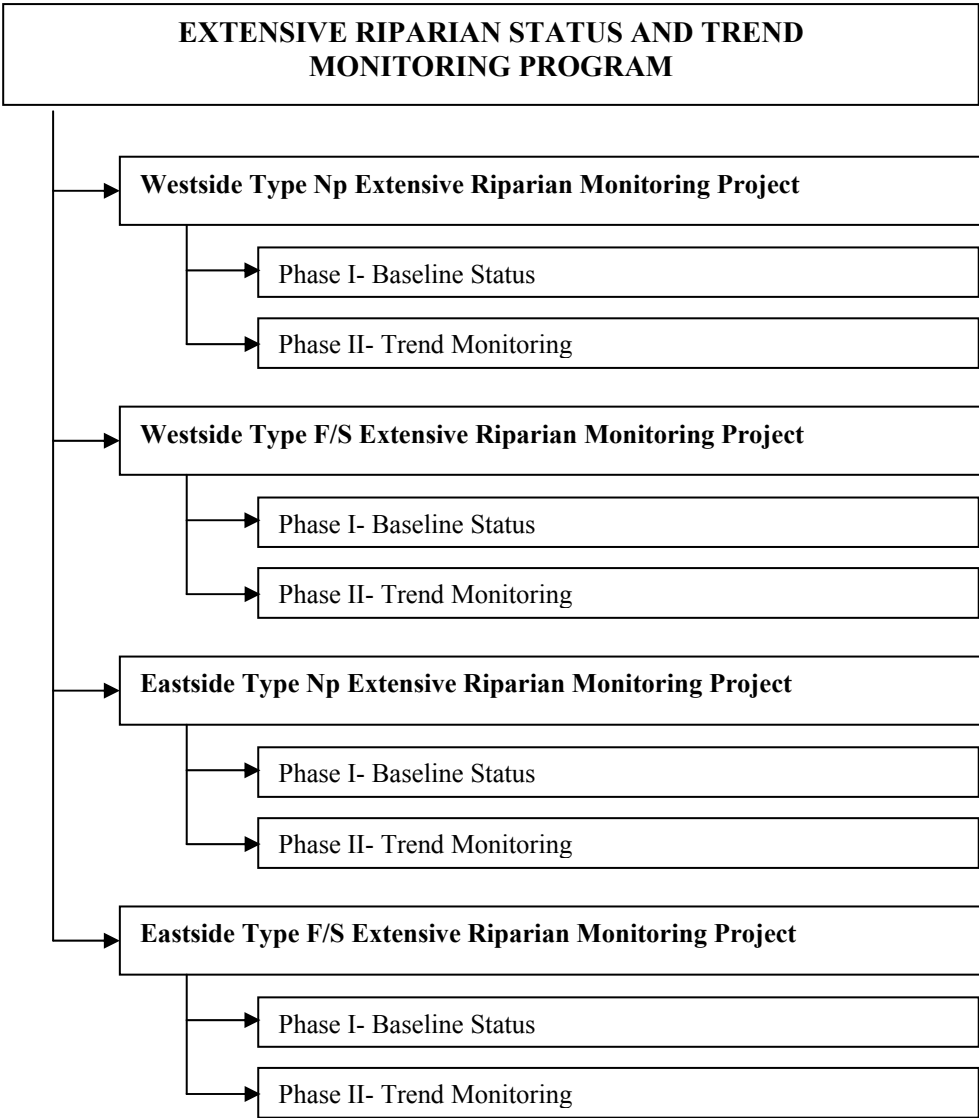 EXTENSIVE RIPARIAN STATUS AND TREND
MONITORING PROGRAM
Westside Type Np Extensive Riparian Monitoring Project
Phase I- Baseline Status
Phase II- Trend Monitoring
Westside Type F/S Extensive Riparian Monitoring Project
Phase I- Baseline Status
Phase II- Trend Monitoring
Eastside Type Np Extensive Riparian Monitoring Project
Phase I- Baseline Status
Phase II- Trend Monitoring
Eastside Type F/S Extensive Riparian Monitoring Project
Phase I- Baseline Status
Phase II- Trend Monitoring